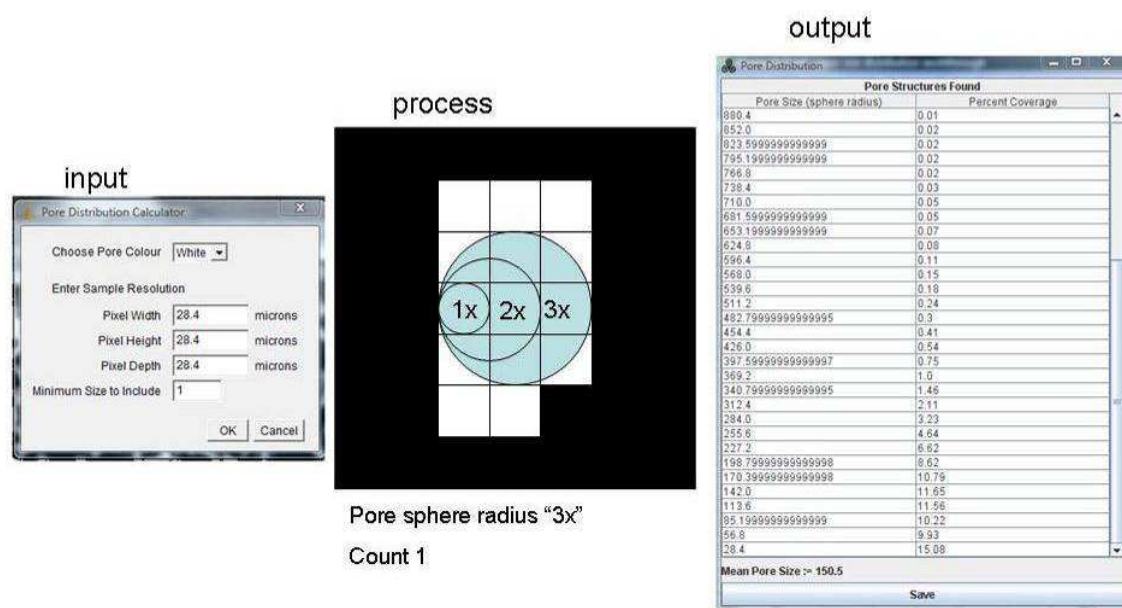 input
Pore Distribution Calculator
Choose Pore Colour White
Enter Sample Resolution
Pixel Width 28.4 microns
Pixel Height 28.4 microns
Pixel Depth 28.4 microns
Minimum Size to Include 1
OK Cancel
process
1x 2x 3x
Pore sphere radius “3x”
Count 1
output
Pore Distribution
Pore Structures Found
Pore Size (sphere radius) Percent Coverage
880.4 0.01
852.0 0.02
823.5999999999999 0.02
795.1999999999999 0.02
766.8 0.02
738.4 0.03
710.0 0.05
681.5999999999999 0.05
653.1999999999999 0.07
624.8 0.08
596.4 0.11
568.0 0.15
539.6 0.18
511.2 0.24
482.79999999999995 0.3
454.4 0.41
426.0 0.54
397.59999999999997 0.75
369.2 1.0
340.79999999999995 1.46
312.4 2.11
284.0 3.23
255.6 4.64
227.2 6.62
198.79999999999998 8.62
170.39999999999998 10.79
142.0 11.65
113.6 11.56
85.19999999999999 10.22
56.8 9.93
28.4 15.08
Mean Pore Size := 150.5
Save